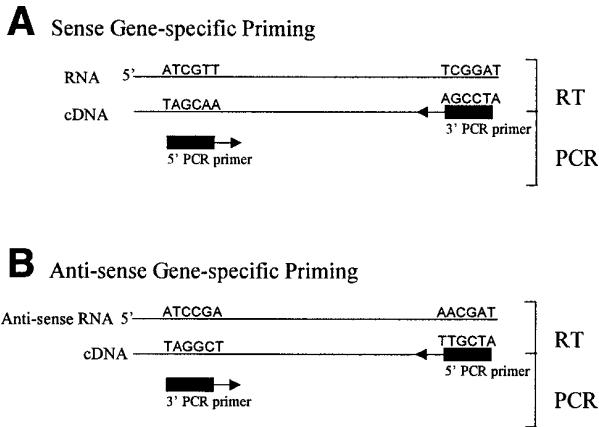 A Sense Gene-specific Priming
RNA 5' ATCGTT TCGGAT
cDNA TAGCAA AGCCTA
3' PCR primer
5' PCR primer
RT
PCR
B Anti-sense Gene-specific Priming
Anti-sense RNA 5' ATCCGA AACGAT
cDNA TAGGCT TTGCTA
5' PCR primer
3' PCR primer
RT
PCR